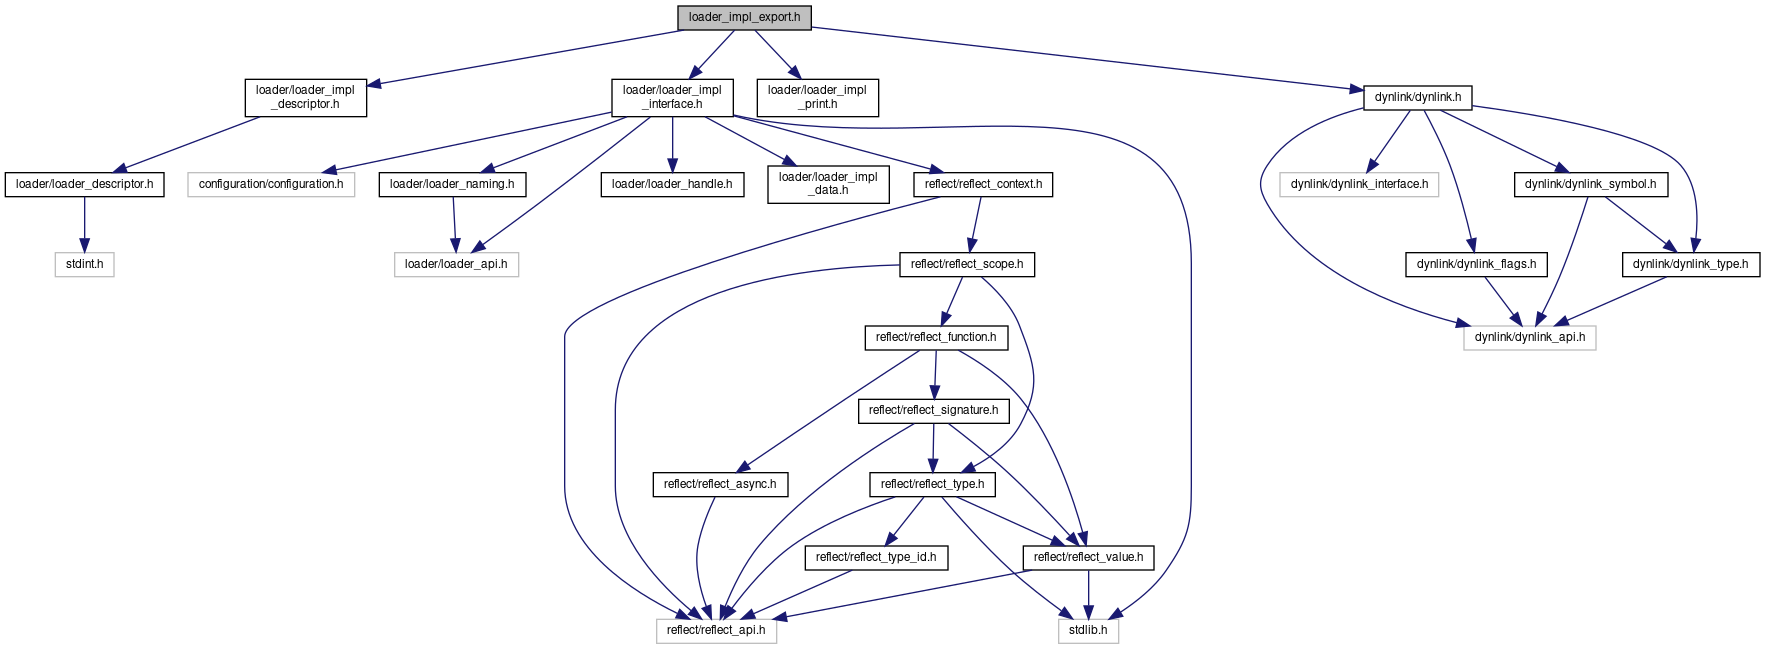 loader_impl_export.h
loader/loader_impl
_descriptor.h
loader/loader_impl
_interface.h
loader/loader_impl
_print.h
dynlink/dynlink.h
loader/loader_descriptor.h
configuration/configuration.h
loader/loader_naming.h
loader/loader_handle.h
loader/loader_impl
_data.h
reflect/reflect_context.h
dynlink/dynlink_interface.h
dynlink/dynlink_symbol.h
stdint.h
loader/loader_api.h
reflect/reflect_scope.h
dynlink/dynlink_flags.h
dynlink/dynlink_type.h
reflect/reflect_function.h
dynlink/dynlink_api.h
reflect/reflect_signature.h
reflect/reflect_async.h
reflect/reflect_type.h
reflect/reflect_type_id.h
reflect/reflect_value.h
reflect/reflect_api.h
stdlib.h